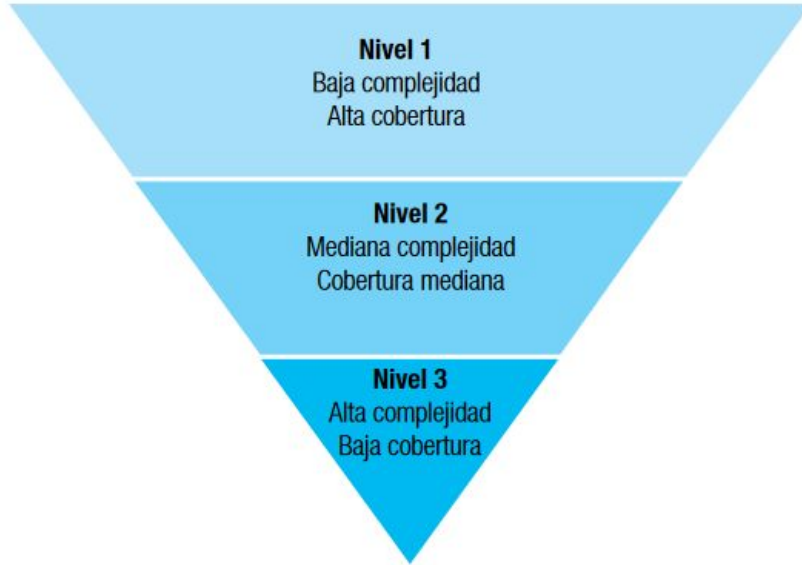 Nivel 1
Baja complejidad
Alta cobertura
Nivel 2
Mediana complejidad
Cobertura mediana
Nivel 3
Alta complejidad
Baja cobertura